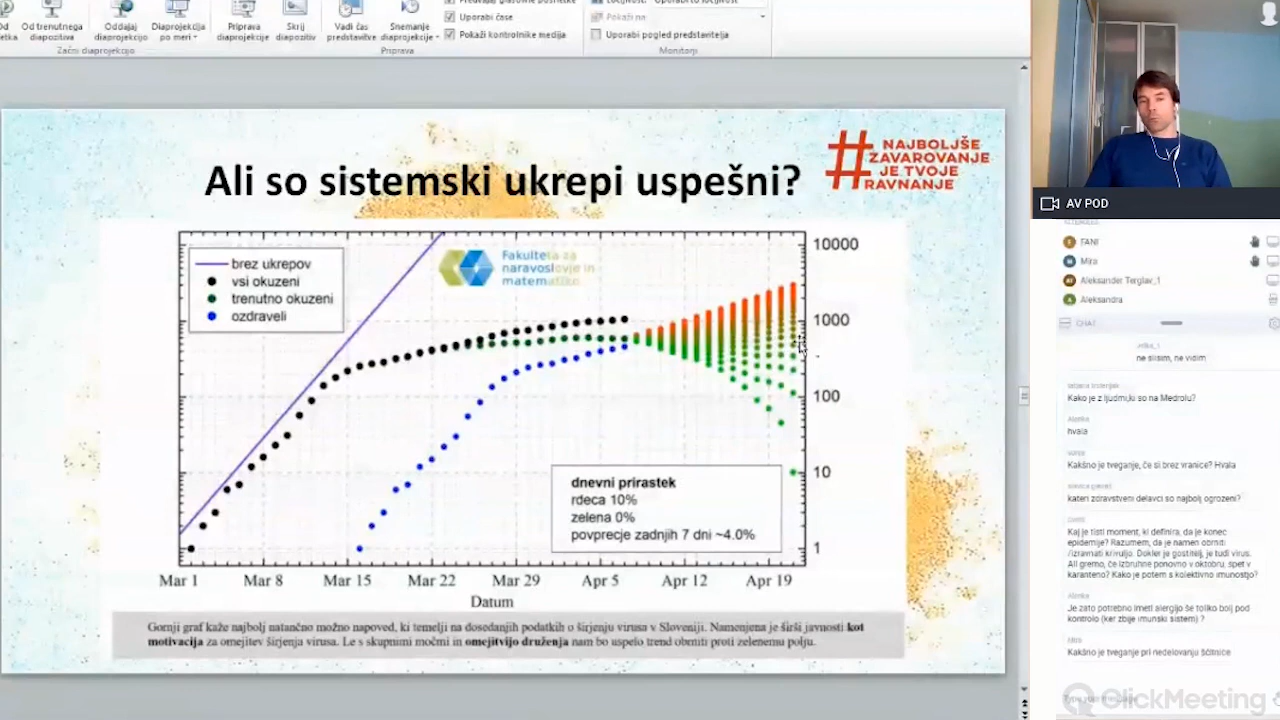 Od trenutnega
diapozitiva
Oddaj
diaprojekcijo
Diaprojekcija
po meri
Začni diaprojekcijo
Priprava
diaprojekcije
Skrij
diapozitiv
Vadi čas
predstavitve
Snemanje
diaprojekcije
Priprava
Uporabi čase
Pokaži kontrolnike medija
Pokaži na
Uporabi pogled predstavitelja
Monitorji
Ali so sistemski ukrepi uspešni?
#NAJBOLJŠE
ZAVAROVANJE
JE TVOJE
RAVNANJE
brez ukrepov
vsi okuzeni
trenutno okuzeni
ozdraveli
Fakulteta za
naravoslovje in
matematiko
10000
1000
100
10
1
dnevni prirastek
rdeca 10%
zelena 0%
povprecje zadnjih 7 dni ~4.0%
Mar 1 Mar 8 Mar 15 Mar 22 Mar 29 Apr 5 Apr 12 Apr 19
Datum
Gornji graf kaže najbolj natančno možno napoved, ki temelji na dosedanjih podatkih o širjenju virusa v Sloveniji. Namenjena je širši javnosti kot
motivacija za omejitev širjenja virusa. Le s skupnimi močmi in omejitvijo druženja nam bo uspelo trend obrniti proti zelenemu polju.
AV POD
FANI
Mira
Aleksander Terglav_1
Aleksandra
CHAT
ne slisim, ne vidim
Kako je z ljudmi,ki so na Medrolu?
Alenka
hvala
Kakšno je tveganje, če si brez vranice? Hvala
kateri zdravstveni delavci so najbolj ogrozeni?
Kaj je tisti moment, ki definira, da je konec
epidemije? Razumem, da je namen obrniti
/izravnati krivuljo. Dokler je gostitelj, je tudi virus.
Ali gremo, če izbruhne ponovno v oktobru, spet v
karanteno? Kako je potem s kolektivno imunostjo?
Alenka
Je zato potrebno imeti alergijo še toliko bolj pod
kontrolo (ker zbije imunski sistem) ?
Mira
Kakšno je tveganje pri nedelovanju ščitnice
ClickMeeting